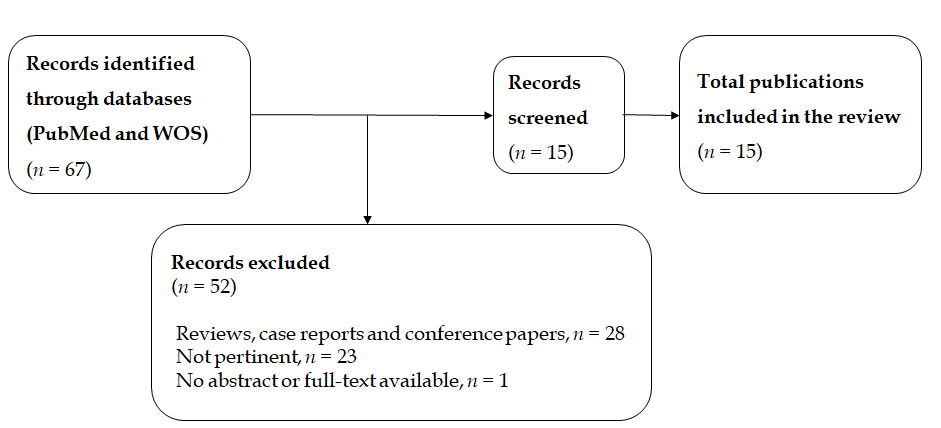 Records identified
through databases
(PubMed and WOS)
(n = 67)
Records
screened
(n = 15)
Total publications
included in the review
(n = 15)
Records excluded
(n = 52)
Reviews, case reports and conference papers, n = 28
Not pertinent, n = 23
No abstract or full-text available, n = 1